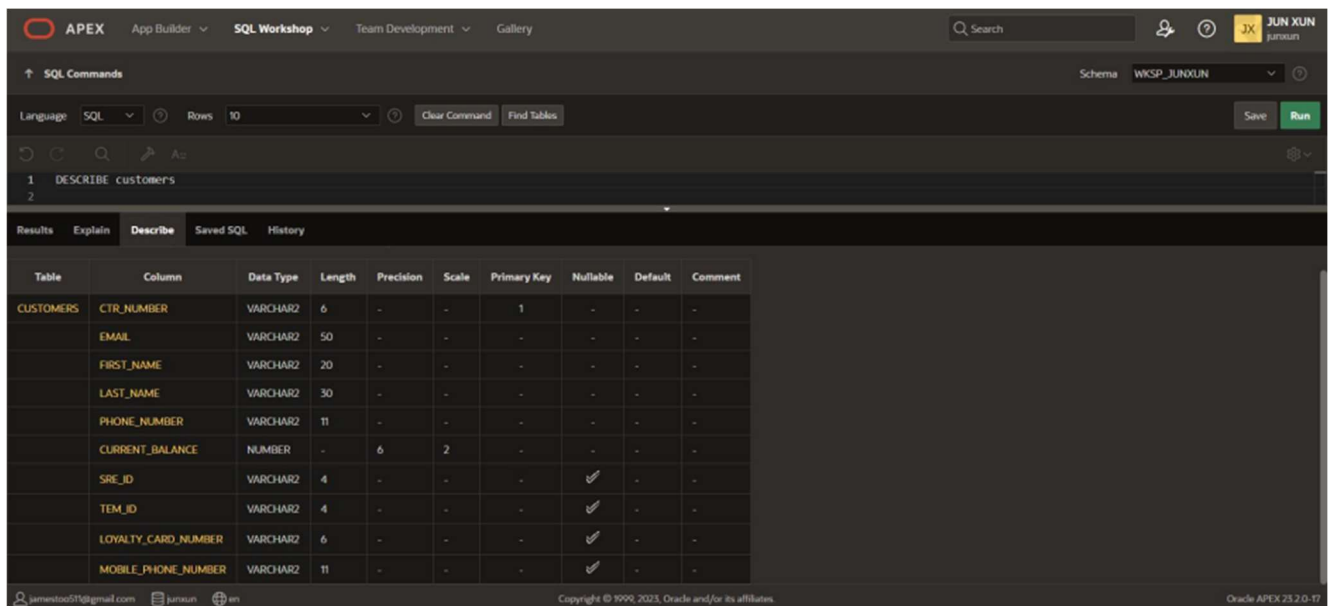 APEX App Builder SQL Workshop Team Development Gallery Search JX JUN XUN
junxun
SQL Commands Schema WKSP_JUNXUN
Language SQL Rows 10 Clear Command Find Tables Save Run
1 DESCRIBE customers
2
Results Explain Describe Saved SQL History
Table Column Data Type Length Precision Scale Primary Key Nullable Default Comment
CUSTOMERS CTR_NUMBER VARCHAR2 6 - - 1 - - -
EMAIL VARCHAR2 50 - - - - - -
FIRST_NAME VARCHAR2 20 - - - - - -
LAST_NAME VARCHAR2 30 - - - - - -
PHONE_NUMBER VARCHAR2 11 - - - - - -
CURRENT_BALANCE NUMBER - 6 2 - - - -
SRE_ID VARCHAR2 4 - - - - -
TEM_ID VARCHAR2 4 - - - - -
LOYALTY_CARD_NUMBER VARCHAR2 6 - - - - -
MOBILE_PHONE_NUMBER VARCHAR2 11 - - - - -
jamestoo511@gmail.com junxun en Copyright © 1999, 2023, Oracle and/or its affiliates. Oracle APEX 23.2.0-17